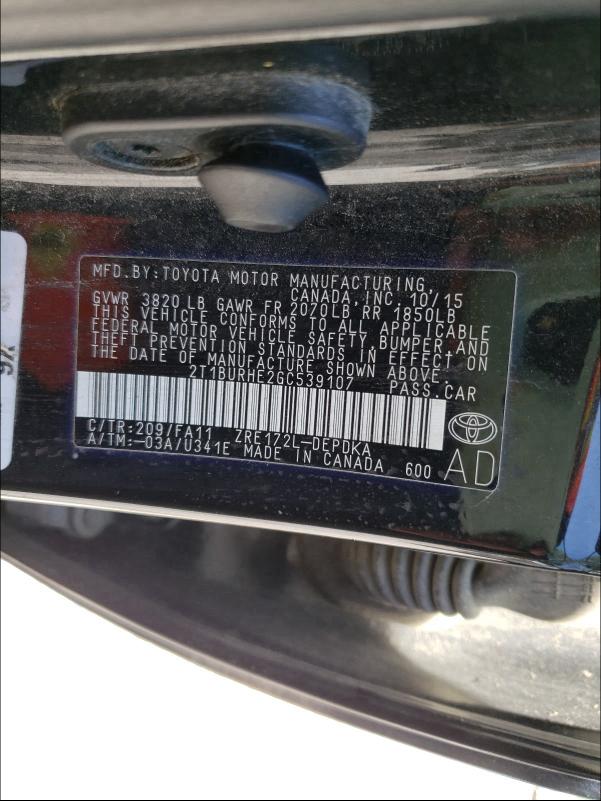 MFD.BY:TOYOTA MOTOR MANUFACTURING,
CANADA,INC. 10/15
GVWR 3820 LB GAWR FR 2070LB RR 1850LB
THIS VEHICLE CONFORMS TO ALL APPLICABLE
FEDERAL MOTOR VEHICLE SAFETY, BUMPER, AND
THEFT PREVENTION STANDARDS IN EFFECT ON
THE DATE OF MANUFACTURE SHOWN ABOVE.
2T1BURHE2GC539107 PASS.CAR
C/TR:209/FA11 ZRE172L-DEPDKA
A/TM:-03A/U341E MADE IN CANADA 600
AD